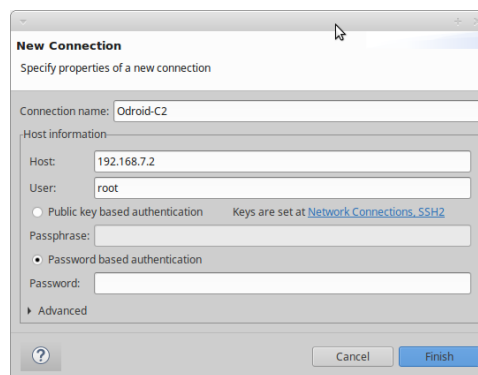 New Connection
Specify properties of a new connection
Connection name: Odroid-C2
Host information
Host: 192.168.7.2
User: root
Public key based authentication Keys are set at Network Connections, SSH2
Passphrase:
Password based authentication
Password:
Advanced
? Cancel Finish